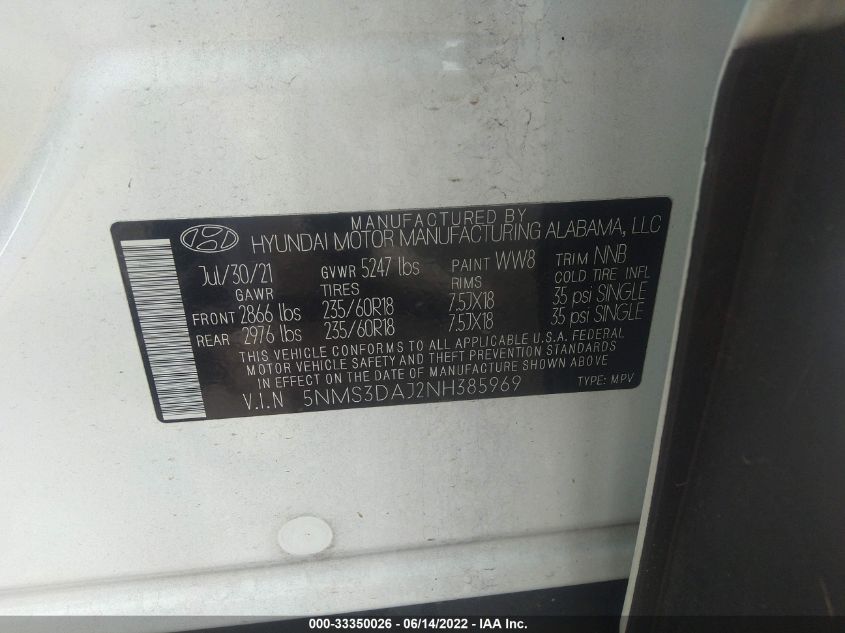 MANUFACTURED BY
HYUNDAI MOTOR MANUFACTURING ALABAMA, LLC
Jul/30/21 GVWR 5247 lbs PAINT WW8 TRIM NNB
GAWR TIRES RIMS COLD TIRE INFL
FRONT 2866 lbs 235/60R18 7.5JX18 35 psi SINGLE
REAR 2976 lbs 235/60R18 7.5JX18 35 psi SINGLE
THIS VEHICLE CONFORMS TO ALL APPLICABLE U.S.A. FEDERAL
MOTOR VEHICLE SAFETY AND THEFT PREVENTION STANDARDS
IN EFFECT ON THE DATE OF MANUFACTURE SHOWN ABOVE
V.I.N 5NMS3DAJ2NH385969 TYPE: MPV
000-33350026 - 06/14/2022 - IAA Inc.